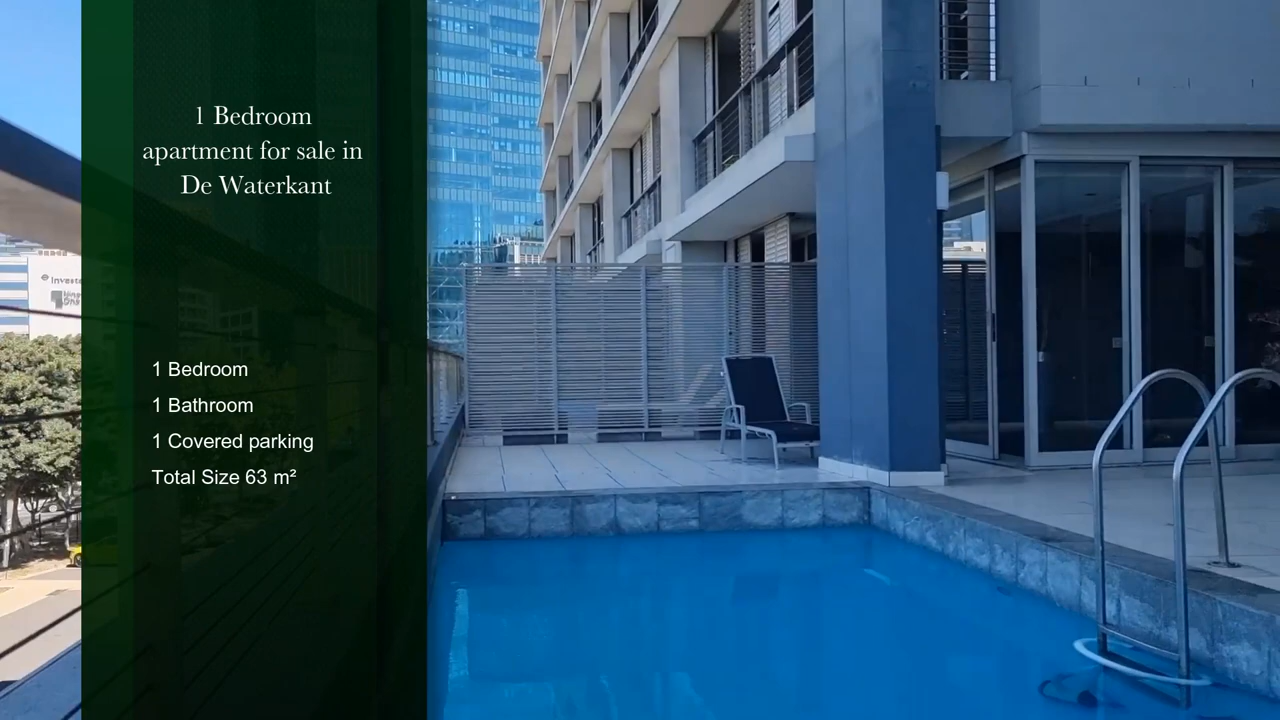 1 Bedroom
apartment for sale in
De Waterkant
1 Bedroom
1 Bathroom
1 Covered parking
Total Size 63 m²
Invest